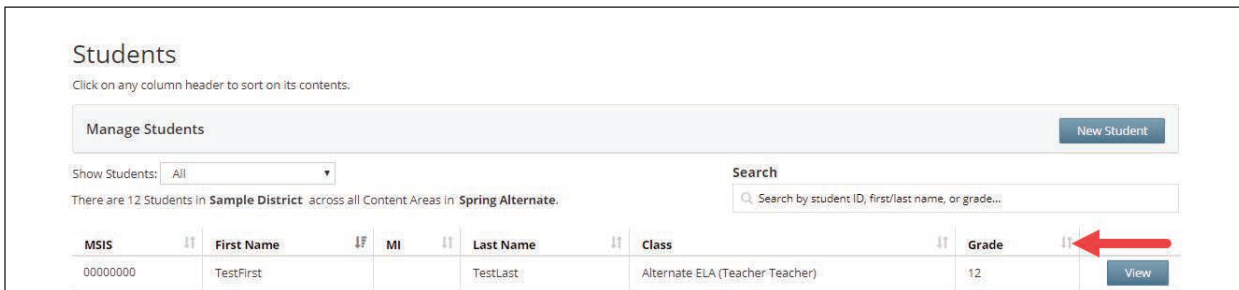 Students
Click on any column header to sort on its contents.
Manage Students New Student
Show Students: All Search
There are 12 Students in Sample District across all Content Areas in Spring Alternate. Search by student ID, first/last name, or grade...
MSIS First Name MI Last Name Class Grade
00000000 TestFirst TestLast Alternate ELA (Teacher Teacher) 12 View